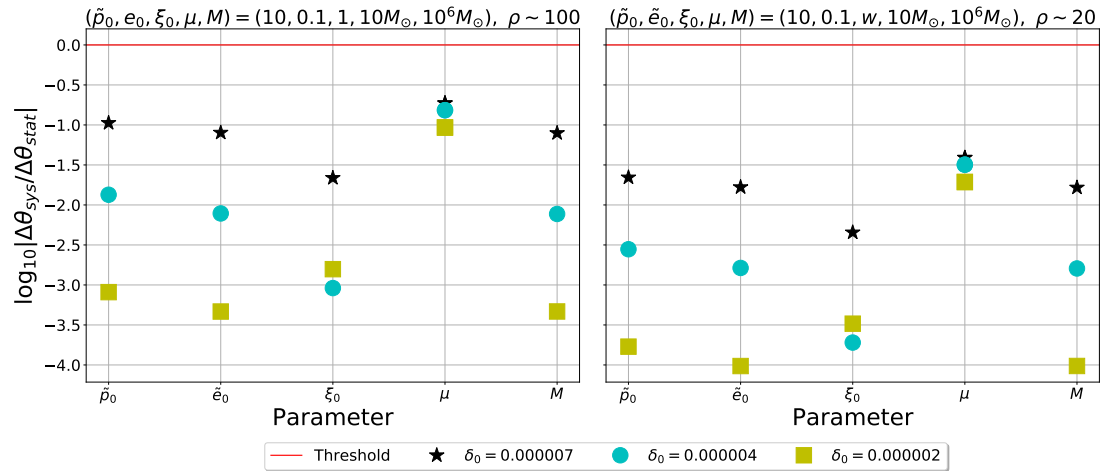 (p̃₀, e₀, ξ₀, μ, M) = (10, 0.1, 1, 10M⊙, 10⁶M⊙), ρ ~ 100
(p̃₀, ẽ₀, ξ₀, μ, M) = (10, 0.1, w, 10M⊙, 10⁶M⊙), ρ ~ 20
log₁₀|Δθsys/Δθstat|
0.0
−0.5
−1.0
−1.5
−2.0
−2.5
−3.0
−3.5
−4.0
p̃₀ ẽ₀ ξ₀ μ M
p̃₀ ẽ₀ ξ₀ μ M
Parameter
Parameter
Threshold δ₀ = 0.000007 δ₀ = 0.000004 δ₀ = 0.000002